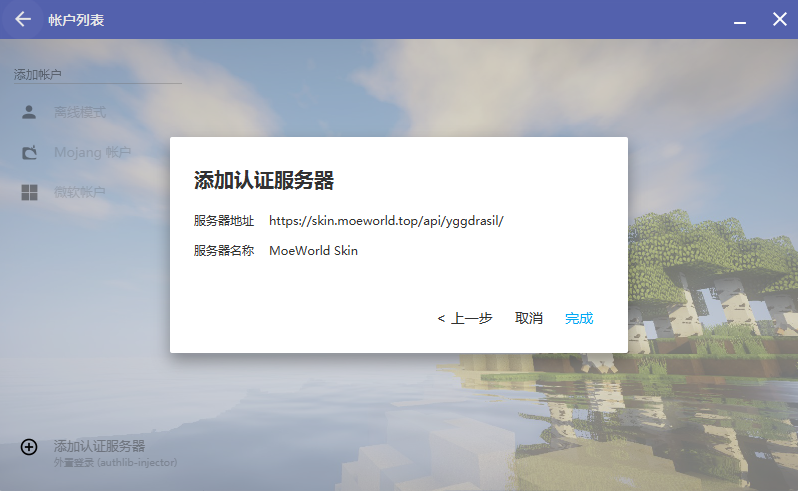 帐户列表
添加帐户
离线模式
Mojang 帐户
微软帐户
添加认证服务器
服务器地址 https://skin.moeworld.top/api/yggdrasil/
服务器名称 MoeWorld Skin
< 上一步 取消 完成
添加认证服务器
外置登录 (authlib-injector)